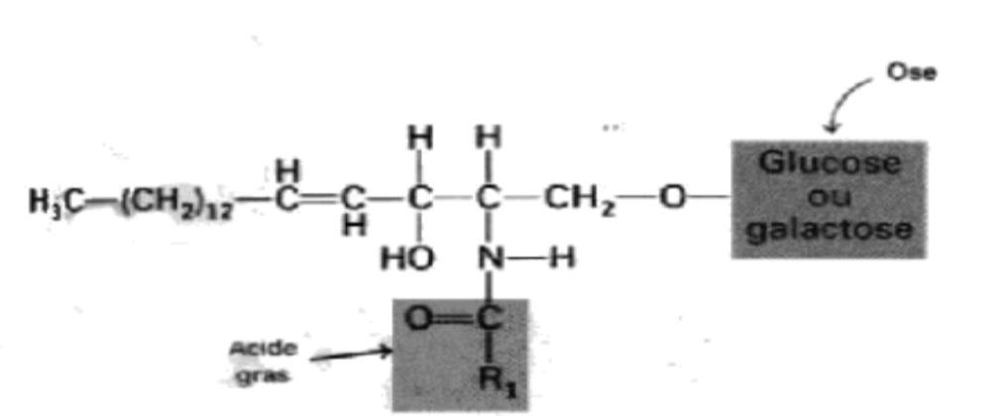 Ose
H H
H
H₃C—(CH₂)₁₂—C=C—C—C—CH₂—O—
H
HO N—H
Glucose
ou
galactose
O=C
R₁
Acide
gras